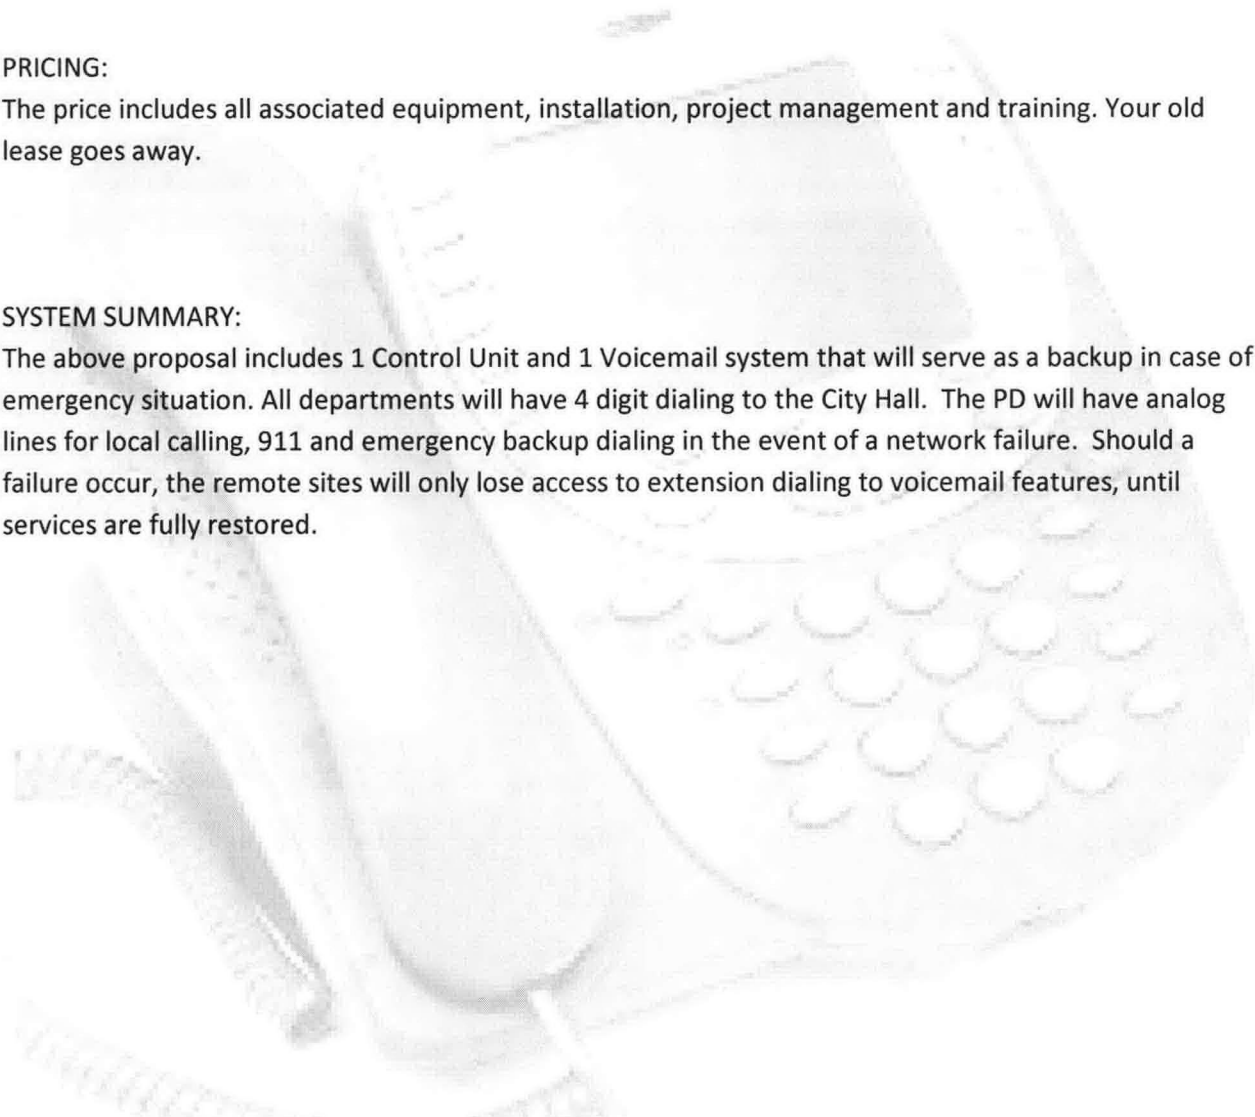 PRICING:
The price includes all associated equipment, installation, project management and training. Your old
lease goes away.
SYSTEM SUMMARY:
The above proposal includes 1 Control Unit and 1 Voicemail system that will serve as a backup in case of
emergency situation. All departments will have 4 digit dialing to the City Hall.  The PD will have analog
lines for local calling, 911 and emergency backup dialing in the event of a network failure.  Should a
failure occur, the remote sites will only lose access to extension dialing to voicemail features, until
services are fully restored.